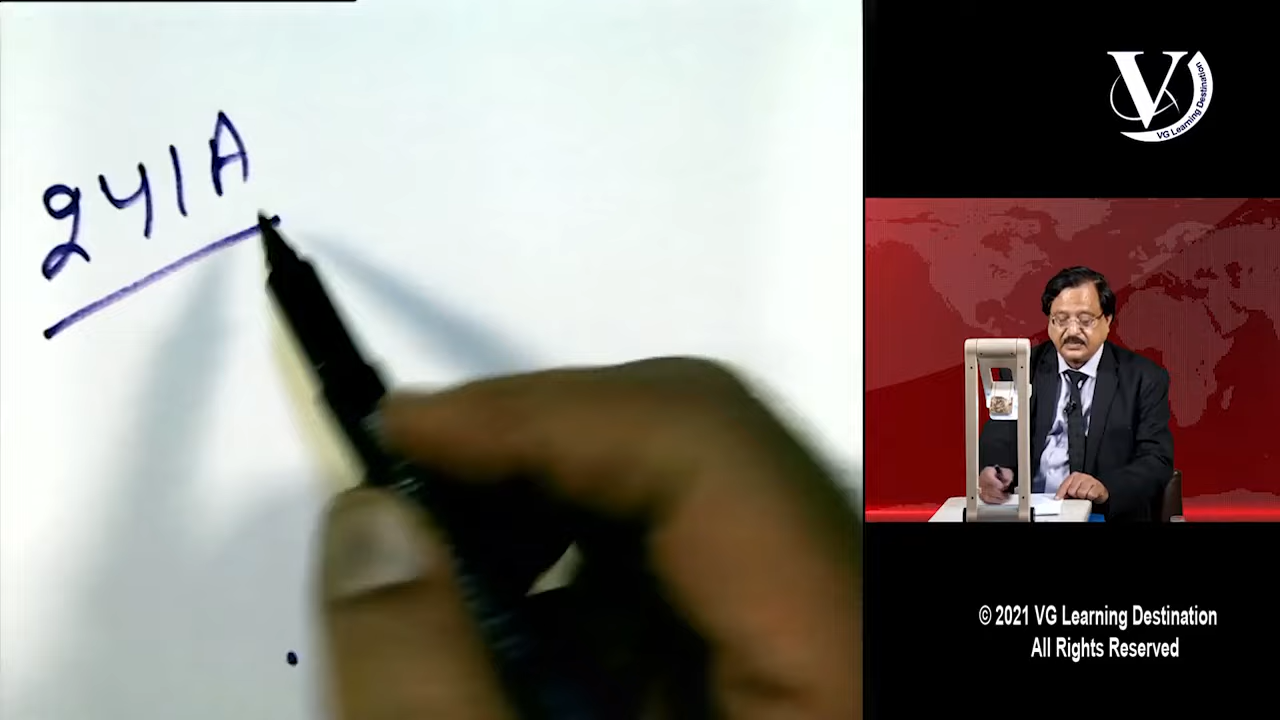 241A
V
VG Learning Destination
© 2021 VG Learning Destination
All Rights Reserved